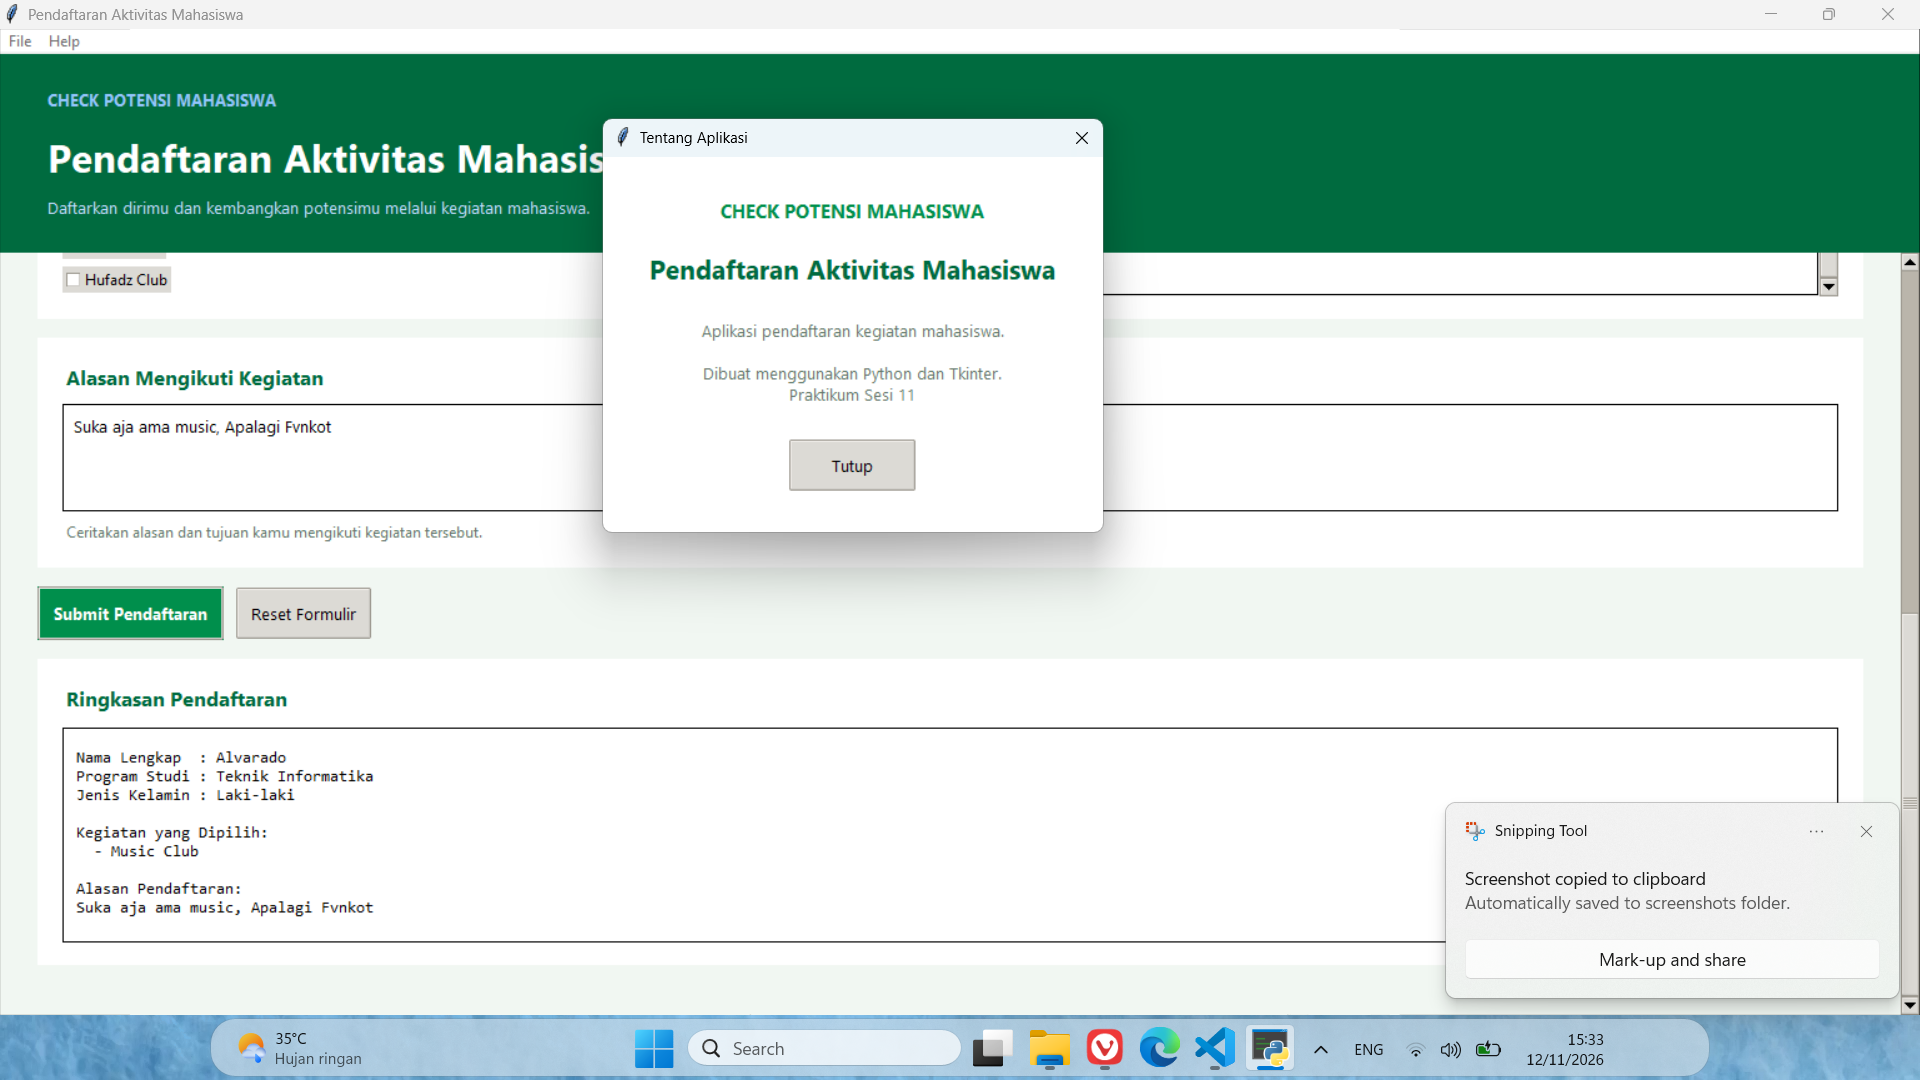 Pendaftaran Aktivitas Mahasiswa
File Help
CHECK POTENSI MAHASISWA
Pendaftaran Aktivitas Mahasis
Daftarkan dirimu dan kembangkan potensimu melalui kegiatan mahasiswa.
Hufadz Club
Tentang Aplikasi
CHECK POTENSI MAHASISWA
Pendaftaran Aktivitas Mahasiswa
Aplikasi pendaftaran kegiatan mahasiswa.
Dibuat menggunakan Python dan Tkinter.
Praktikum Sesi 11
Tutup
Alasan Mengikuti Kegiatan
Suka aja ama music, Apalagi Fvnkot
Ceritakan alasan dan tujuan kamu mengikuti kegiatan tersebut.
Submit Pendaftaran
Reset Formulir
Ringkasan Pendaftaran
Nama Lengkap : Alvarado
Program Studi : Teknik Informatika
Jenis Kelamin : Laki-laki
Kegiatan yang Dipilih:
- Music Club
Alasan Pendaftaran:
Suka aja ama music, Apalagi Fvnkot
Snipping Tool
Screenshot copied to clipboard
Automatically saved to screenshots folder.
Mark-up and share
35°C
Hujan ringan
Search
ENG
15:33
12/11/2026